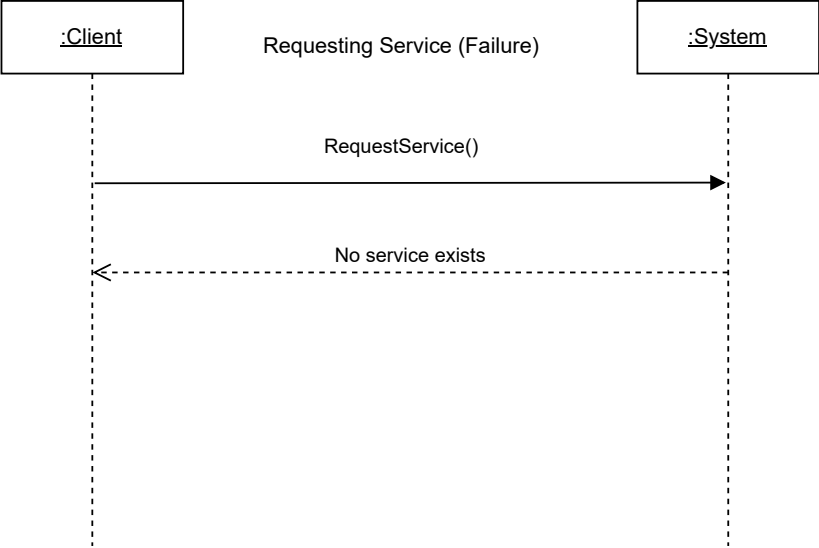 :Client
Requesting Service (Failure)
:System
RequestService()
No service exists